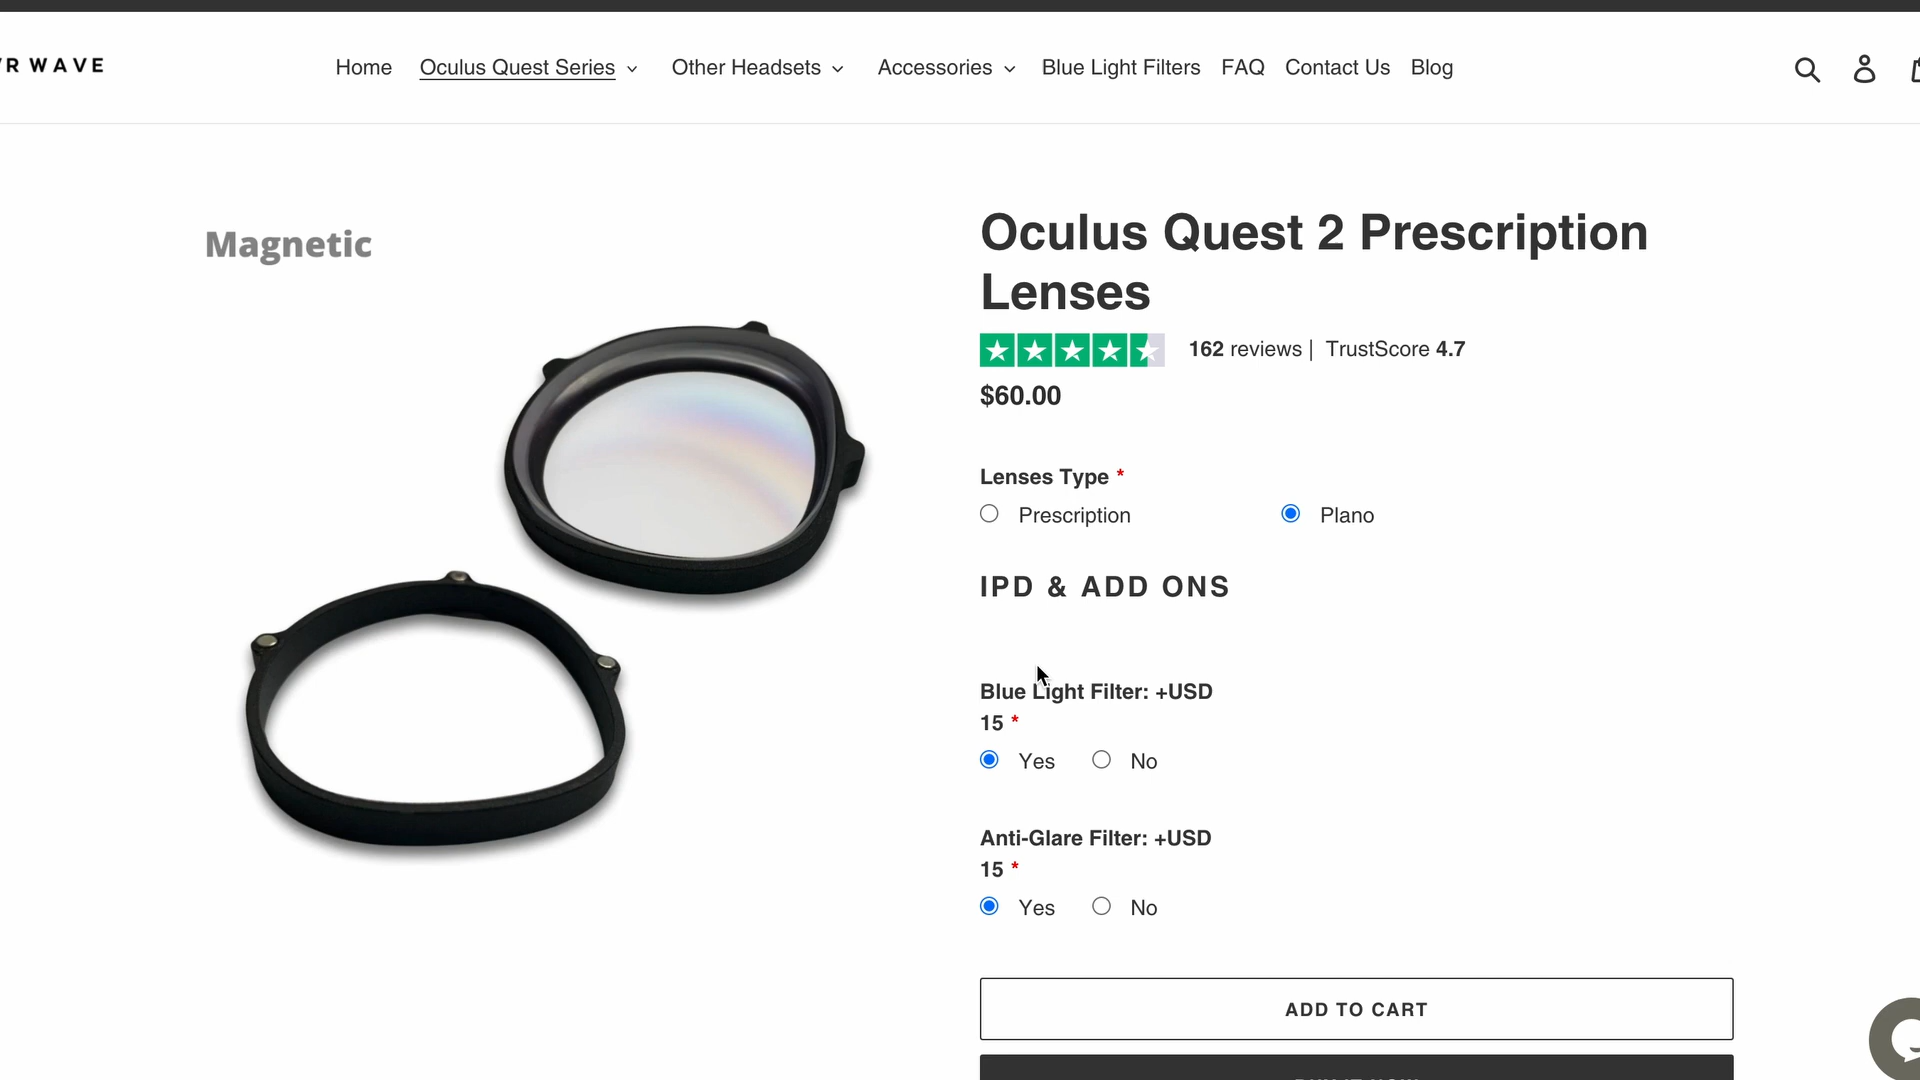 R WAVE
Home Oculus Quest Series Other Headsets Accessories Blue Light Filters FAQ Contact Us Blog
Magnetic
Oculus Quest 2 Prescription
Lenses
162 reviews | TrustScore 4.7
$60.00
Lenses Type *
Prescription Plano
IPD & ADD ONS
Blue Light Filter: +USD
15 *
Yes No
Anti-Glare Filter: +USD
15 *
Yes No
ADD TO CART